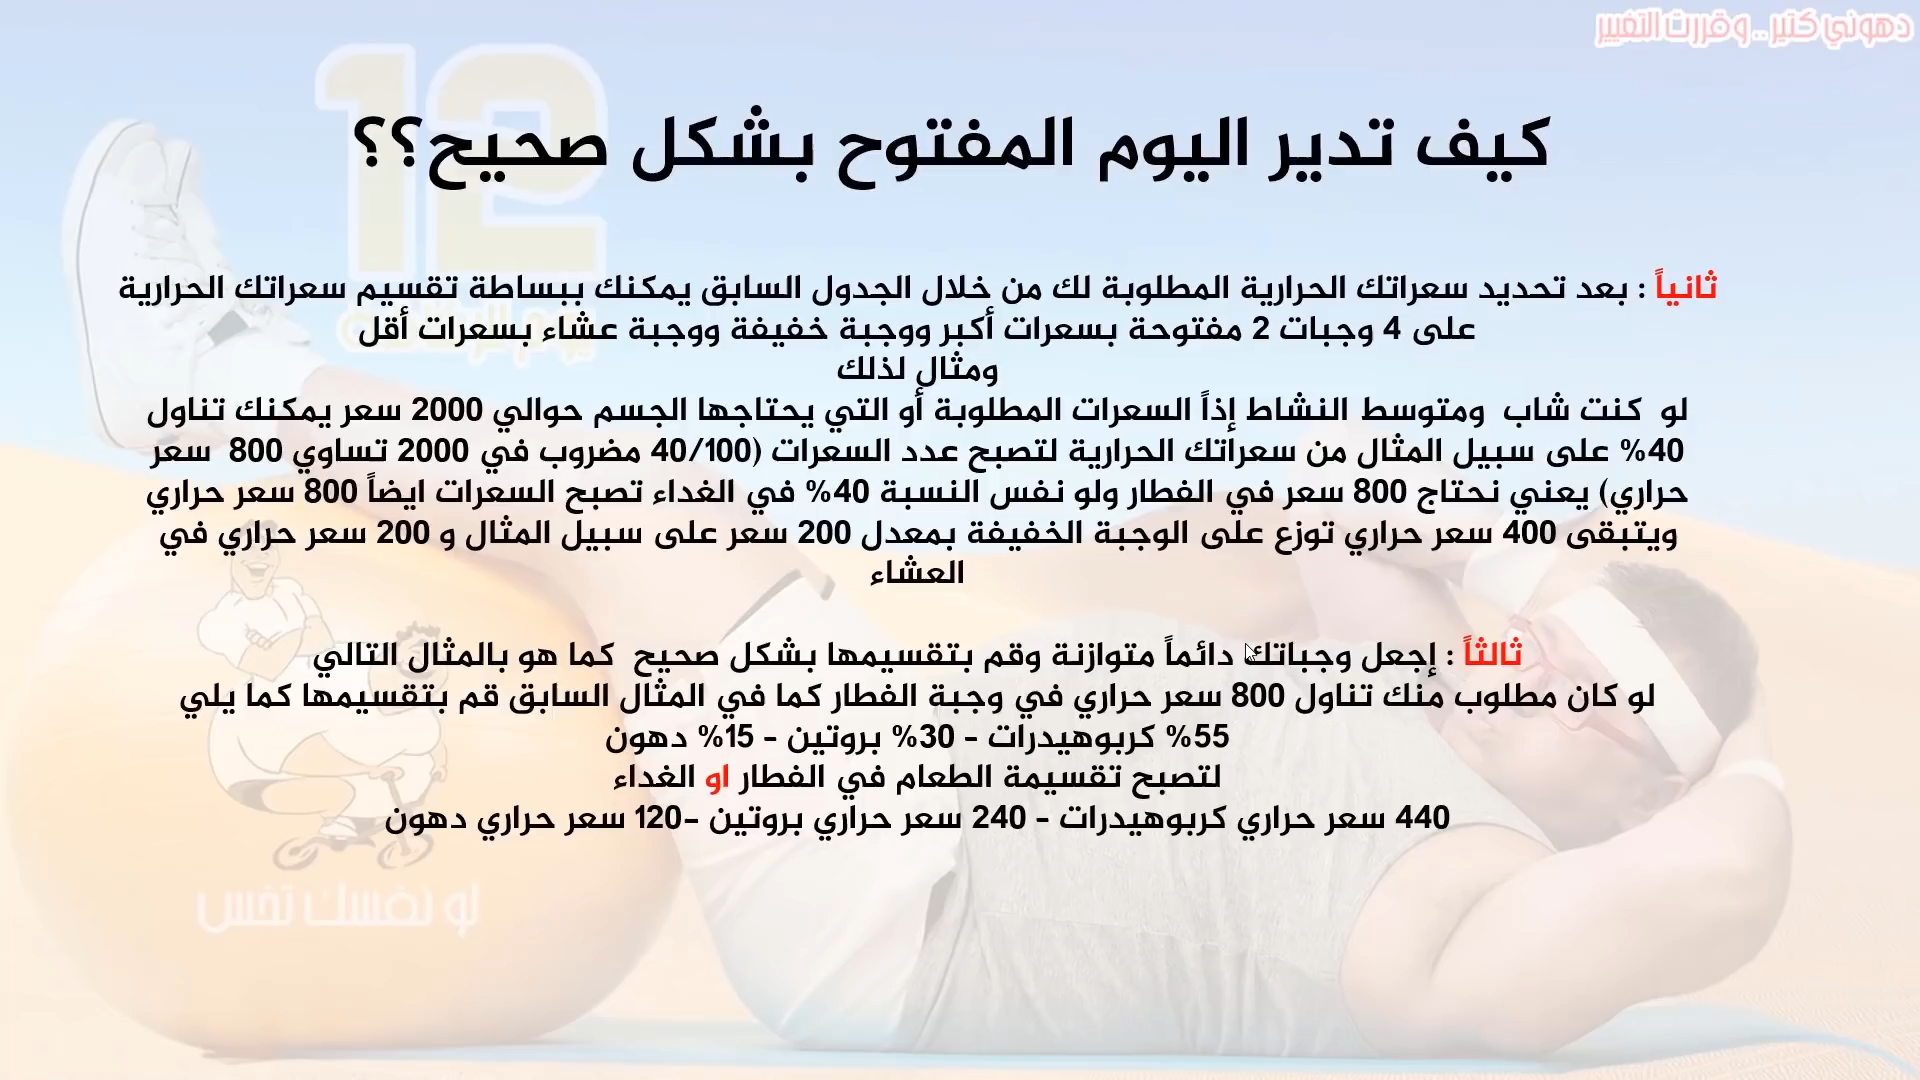 دهوني كتير .. وقررت التغيير
12
كيف تدير اليوم المفتوح بشكل صحيح؟؟
ثانياً : بعد تحديد سعراتك الحرارية المطلوبة لك من خلال الجدول السابق يمكنك ببساطة تقسيم سعراتك الحرارية
على 4 وجبات 2 مفتوحة بسعرات أكبر ووجبة خفيفة ووجبة عشاء بسعرات أقل
ومثال لذلك
لو كنت شاب ومتوسط النشاط إذاً السعرات المطلوبة أو التي يحتاجها الجسم حوالي 2000 سعر يمكنك تناول
40% على سبيل المثال من سعراتك الحرارية لتصبح عدد السعرات (40/100 مضروب في 2000 تساوي 800 سعر
حراري) يعني نحتاج 800 سعر في الفطار ولو نفس النسبة 40% في الغداء تصبح السعرات ايضاً 800 سعر حراري
ويتبقى 400 سعر حراري توزع على الوجبة الخفيفة بمعدل 200 سعر على سبيل المثال و 200 سعر حراري في
العشاء
ثالثاً : إجعل وجباتك دائماً متوازنة وقم بتقسيمها بشكل صحيح كما هو بالمثال التالي
لو كان مطلوب منك تناول 800 سعر حراري في وجبة الفطار كما في المثال السابق قم بتقسيمها كما يلي
55% كربوهيدرات - 30% بروتين - 15% دهون
لتصبح تقسيمة الطعام في الفطار او الغداء
440 سعر حراري كربوهيدرات - 240 سعر حراري بروتين -120 سعر حراري دهون
لو نفسك تخس